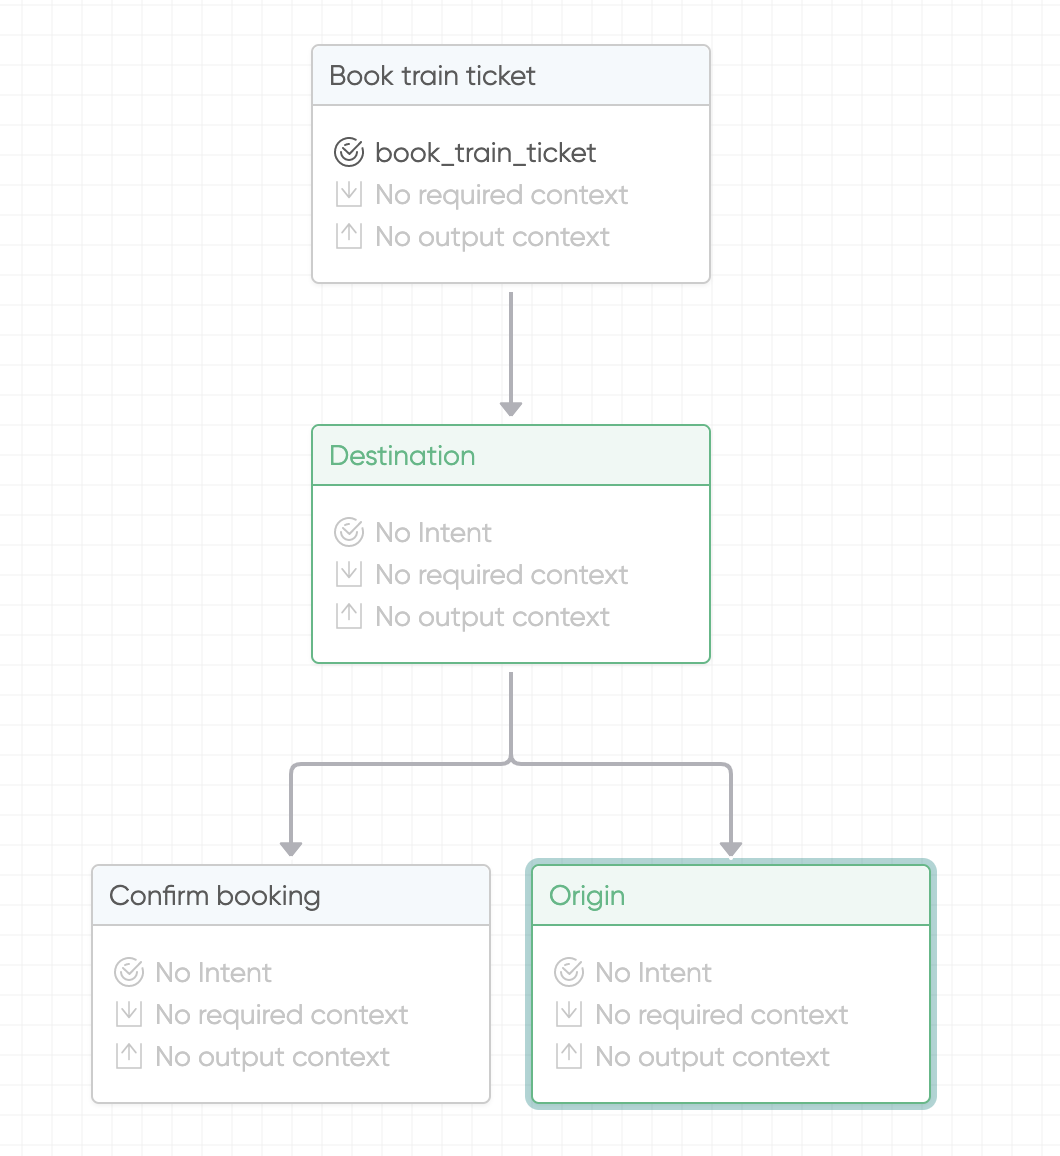 Book train ticket
book_train_ticket
No required context
No output context
Destination
No Intent
No required context
No output context
Confirm booking
No Intent
No required context
No output context
Origin
No Intent
No required context
No output context